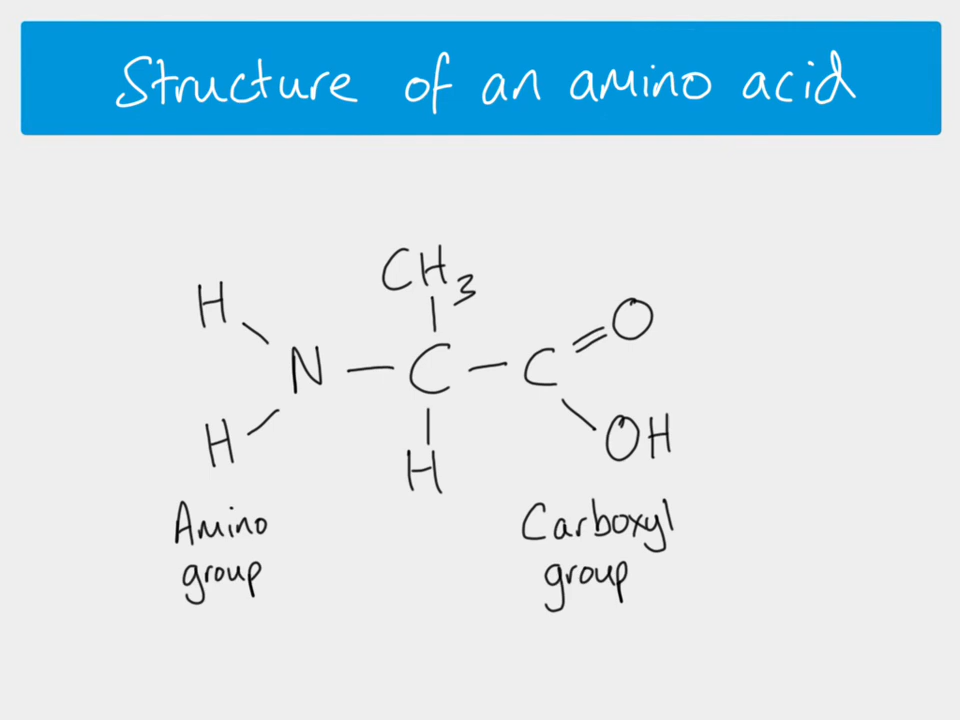 Structure of an amino acid
CH3
H
O
N C C
H
OH
H
Amino
group
Carboxyl
group